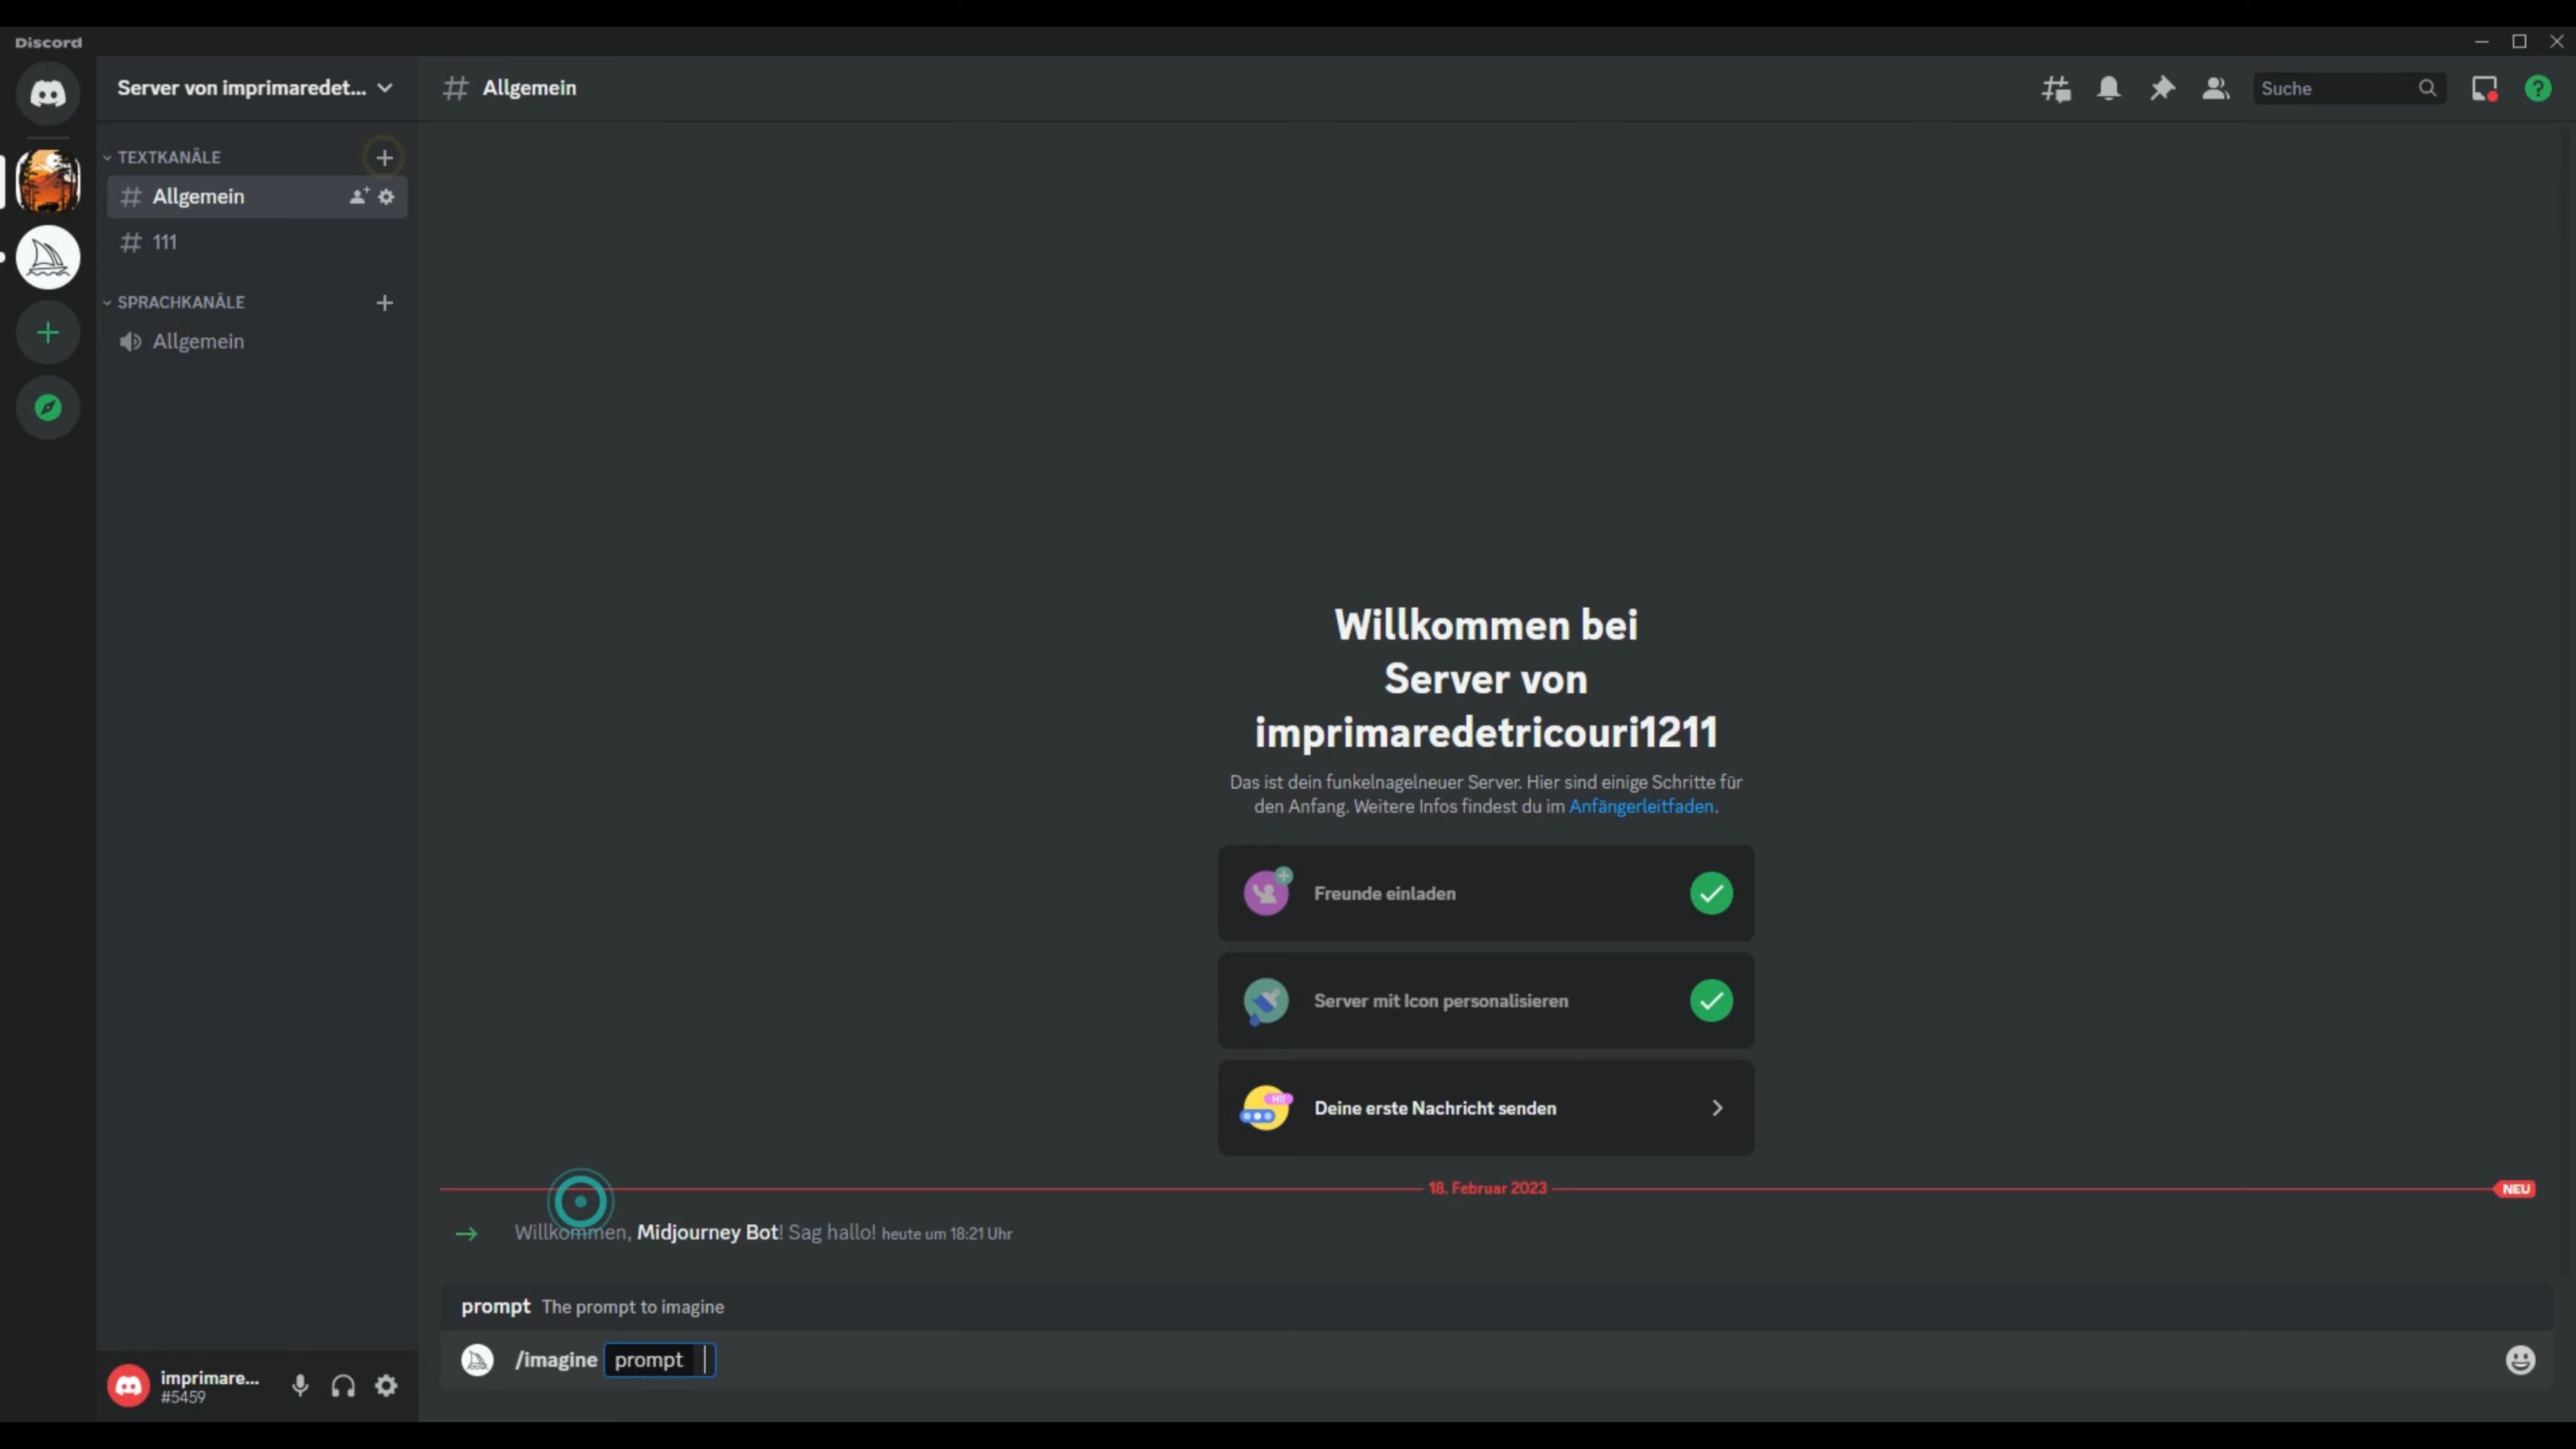 Discord
Server von imprimaredet...
Allgemein
Suche
TEXTKANÄLE
Allgemein
111
SPRACHKANÄLE
Allgemein
Willkommen bei
Server von
imprimaredetricouri1211
Das ist dein funkelnagelneuer Server. Hier sind einige Schritte für
den Anfang. Weitere Infos findest du im Anfängerleitfaden.
Freunde einladen
Server mit Icon personalisieren
Hi!
Deine erste Nachricht senden
18. Februar 2023
NEU
Willkommen, Midjourney Bot! Sag hallo! heute um 18:21 Uhr
prompt The prompt to imagine
/imagine prompt
imprimare...
#5459